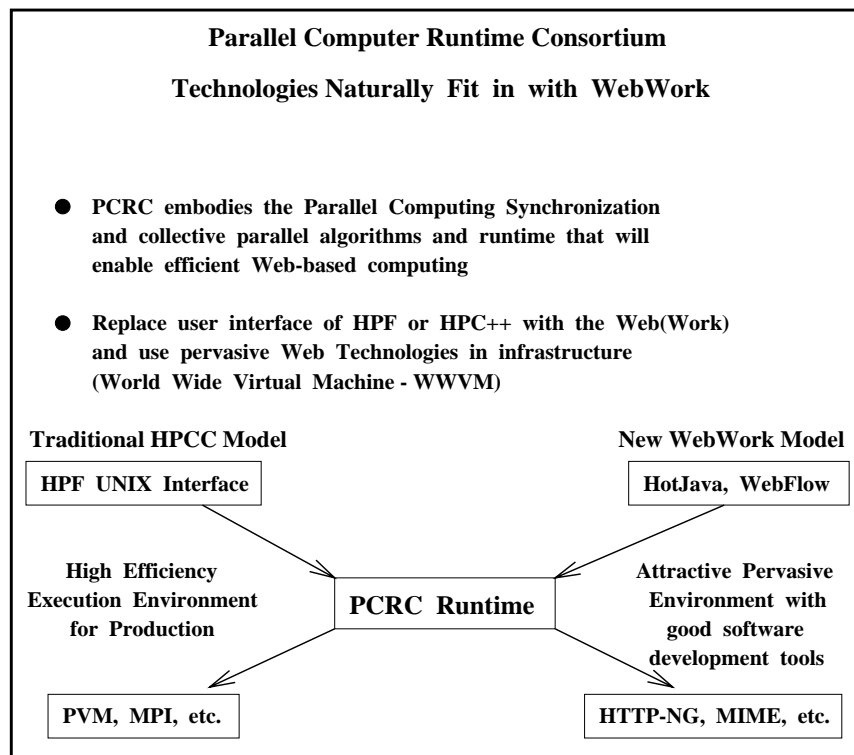 Parallel Computer Runtime Consortium
Technologies Naturally Fit in with WebWork
● PCRC embodies the Parallel Computing Synchronization
and collective parallel algorithms and runtime that will
enable efficient Web-based computing
● Replace user interface of HPF or HPC++ with the Web(Work)
and use pervasive Web Technologies in infrastructure
(World Wide Virtual Machine - WWVM)
Traditional HPCC Model
HPF UNIX Interface
New WebWork Model
HotJava, WebFlow
High Efficiency
Execution Environment
for Production
PCRC Runtime
Attractive Pervasive
Environment with
good software
development tools
PVM, MPI, etc.
HTTP-NG, MIME, etc.